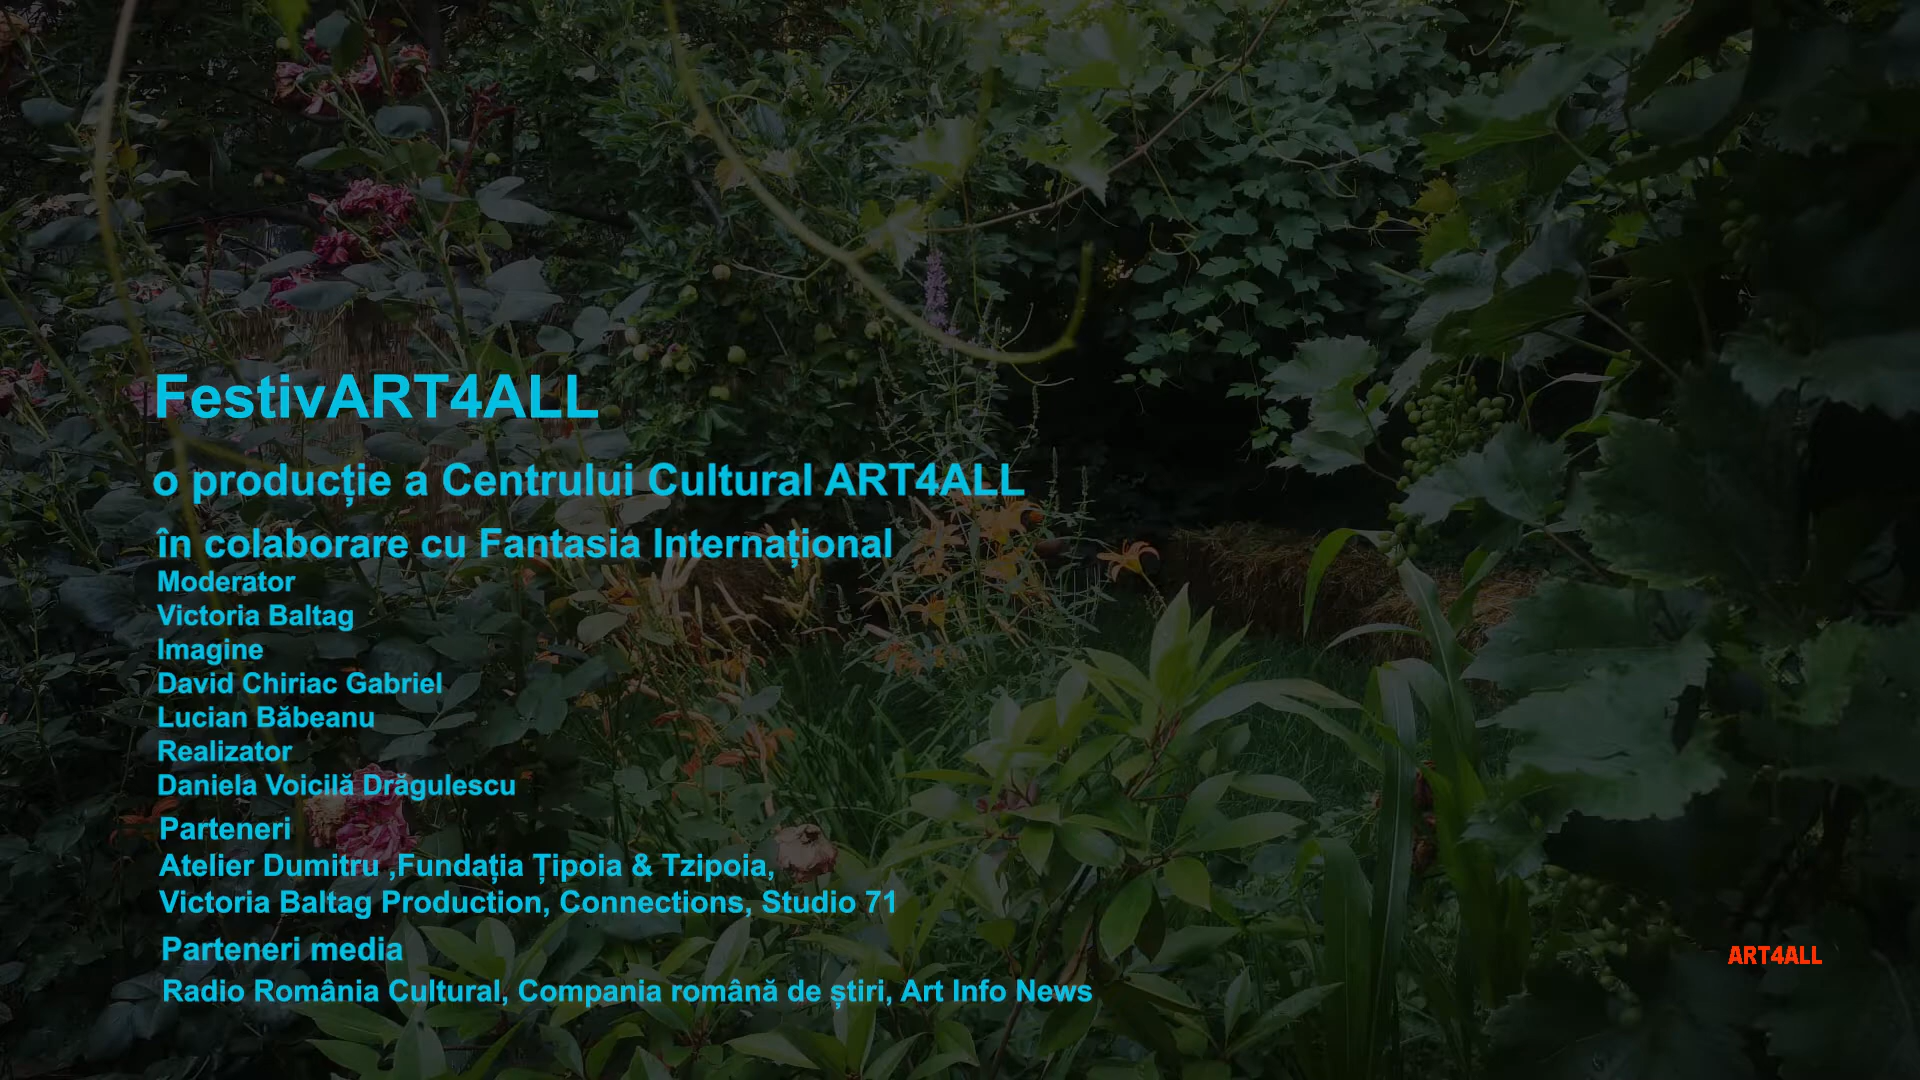 FestivART4ALL
o producție a Centrului Cultural ART4ALL
în colaborare cu Fantasia Internațional
Moderator
Victoria Baltag
Imagine
David Chiriac Gabriel
Lucian Băbeanu
Realizator
Daniela Voicilă Drăgulescu
Parteneri
Atelier Dumitru ,Fundația Țipoia & Tzipoia,
Victoria Baltag Production, Connections, Studio 71
Parteneri media
Radio România Cultural, Compania română de știri, Art Info News
ART4ALL